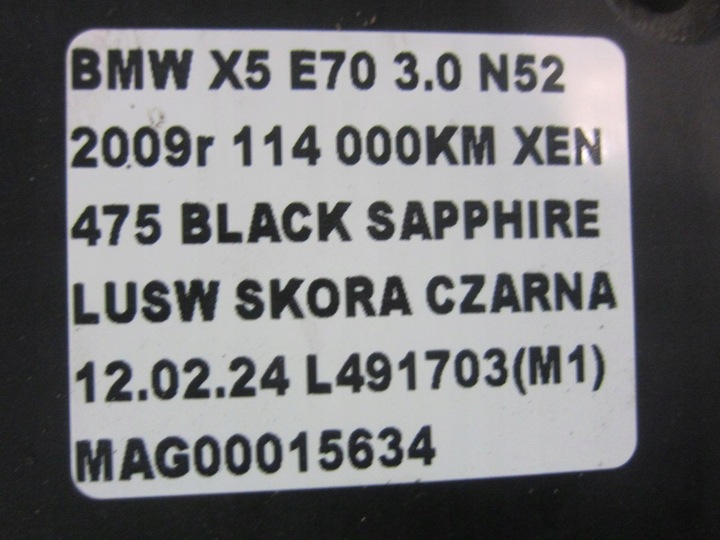 BMW X5 E70 3.0 N52
2009r 114 000KM XEN
475 BLACK SAPPHIRE
LUSW SKORA CZARNA
12.02.24 L491703(M1)
MAG00015634